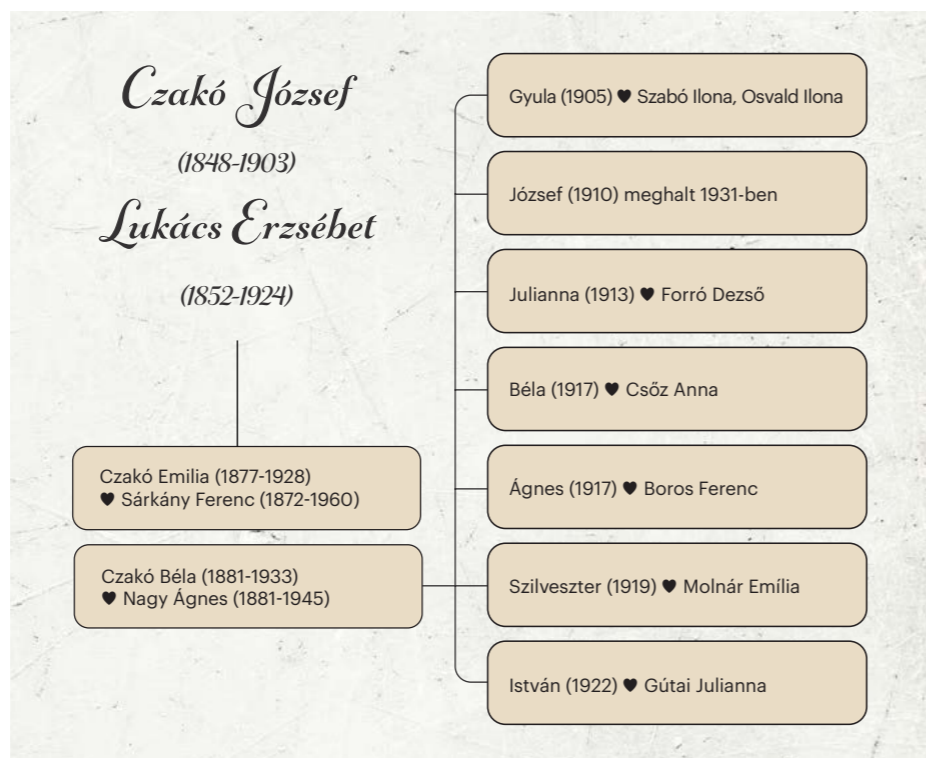 Czakó József
(1848-1903)
Lukács Erzsébet
(1852-1924)
Czakó Emilia (1877-1928)
♥ Sárkány Ferenc (1872-1960)
Czakó Béla (1881-1933)
♥ Nagy Ágnes (1881-1945)
Gyula (1905) ♥ Szabó Ilona, Osvald Ilona
József (1910) meghalt 1931-ben
Julianna (1913) ♥ Forró Dezső
Béla (1917) ♥ Csőz Anna
Ágnes (1917) ♥ Boros Ferenc
Szilveszter (1919) ♥ Molnár Emília
István (1922) ♥ Gútai Julianna